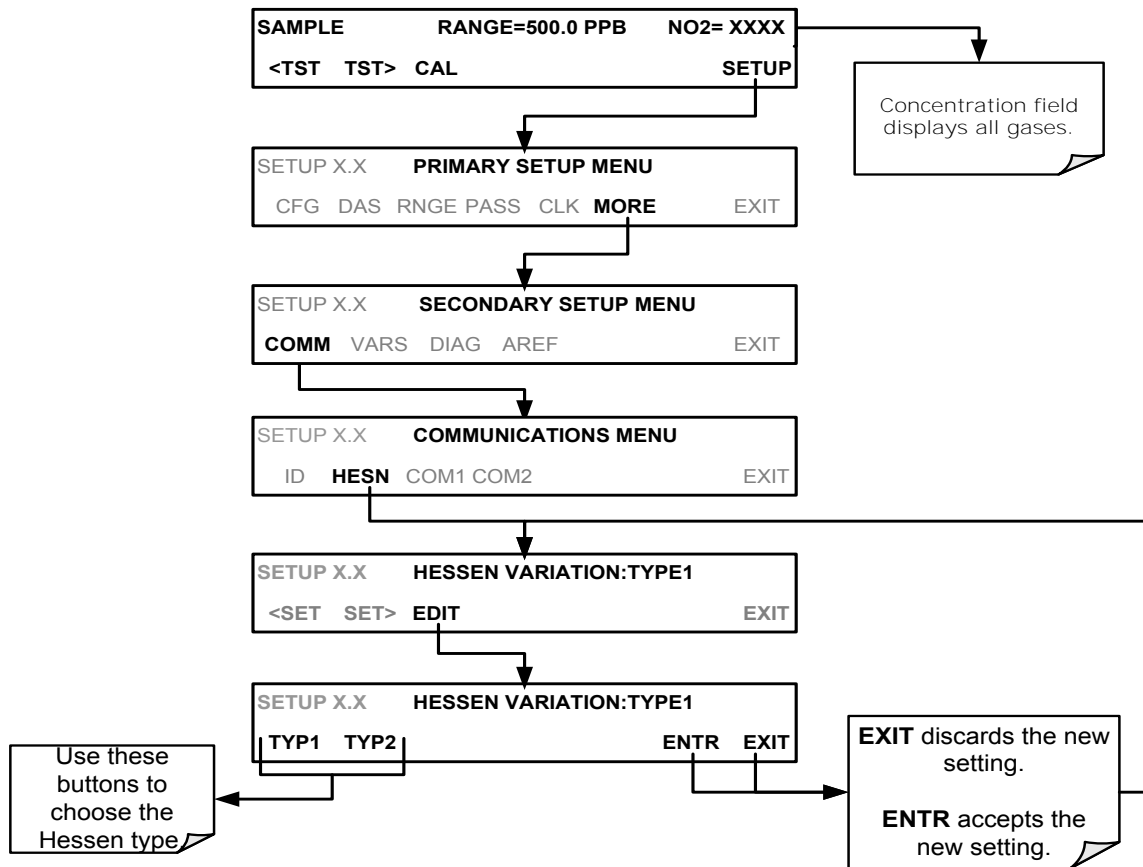 SAMPLE RANGE=500.0 PPB NO2= XXXX
<TST TST> CAL SETUP
Concentration field
displays all gases.
SETUP X.X PRIMARY SETUP MENU
CFG DAS RNGE PASS CLK MORE EXIT
SETUP X.X SECONDARY SETUP MENU
COMM VARS DIAG AREF EXIT
SETUP X.X COMMUNICATIONS MENU
ID HESN COM1 COM2 EXIT
SETUP X.X HESSEN VARIATION:TYPE1
<SET SET> EDIT EXIT
SETUP X.X HESSEN VARIATION:TYPE1
TYP1 TYP2 ENTR EXIT
Use these
buttons to
choose the
Hessen type
EXIT discards the new
setting.
ENTR accepts the
new setting.